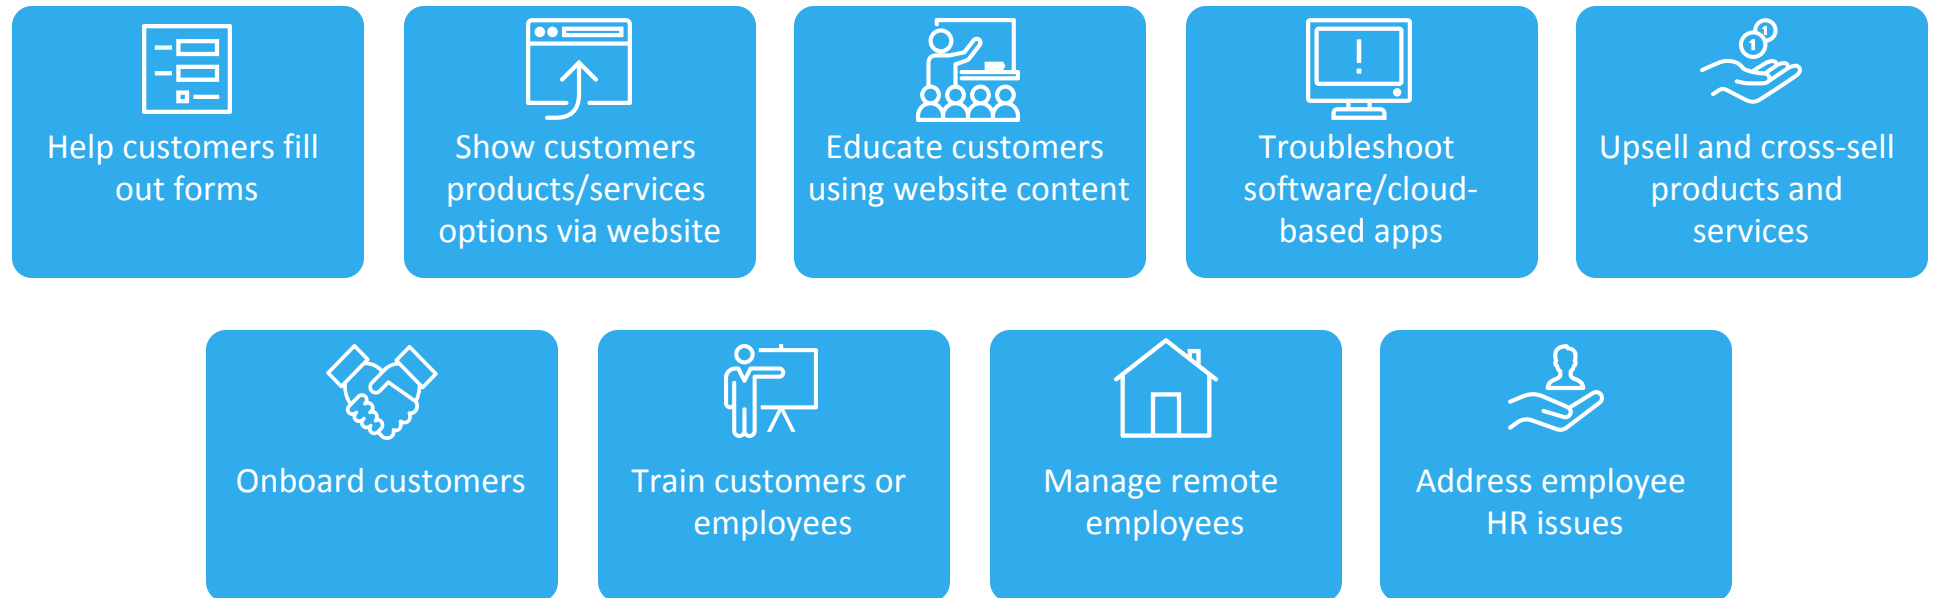 Help customers fill
out forms
Show customers
products/services
options via website
Educate customers
using website content
Troubleshoot
software/cloud-
based apps
1
1
Upsell and cross-sell
products and
services
Onboard customers
Train customers or
employees
Manage remote
employees
Address employee
HR issues